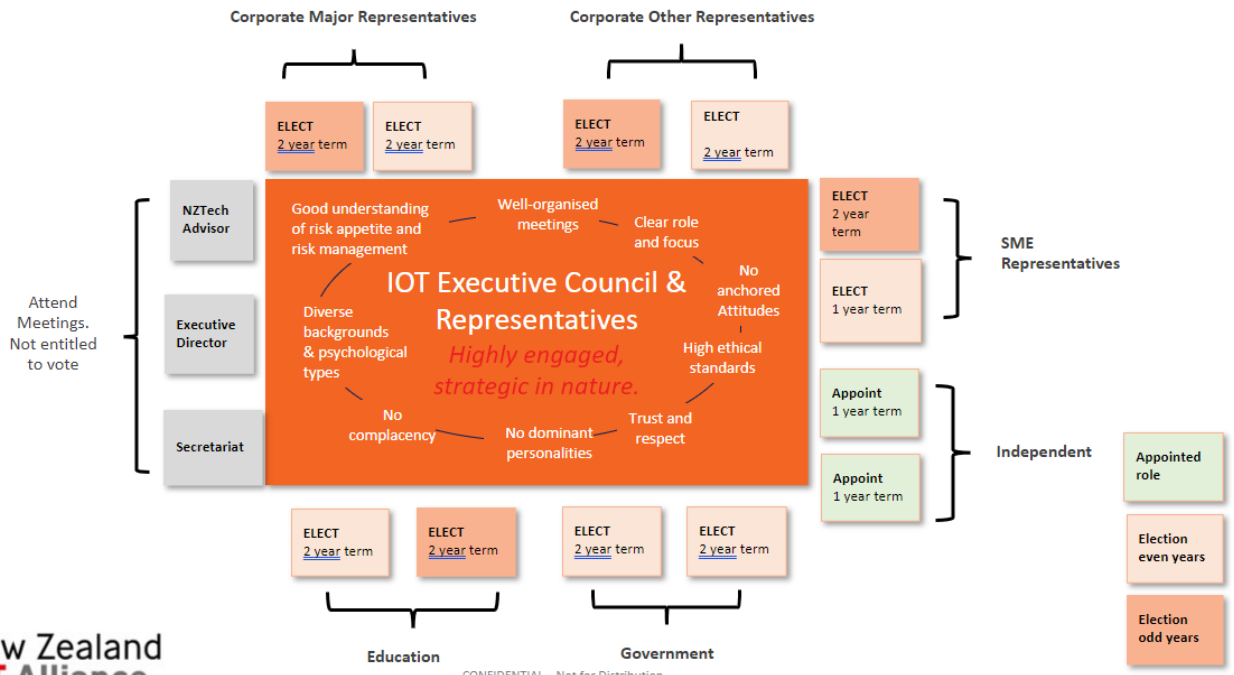 Corporate Major Representatives
Corporate Other Representatives
ELECT
2 year term
ELECT
2 year term
ELECT
2 year term
ELECT
2 year term
Attend
Meetings.
Not entitled
to vote
NZTech
Advisor
Executive
Director
Secretariat
Good understanding
of risk appetite and
risk management
Well-organised
meetings
Clear role
and focus
No
anchored
Attitudes
High ethical
standards
Trust and
respect
No dominant
personalities
No
complacency
Diverse
backgrounds
& psychological
types
IOT Executive Council &
Representatives
Highly engaged,
strategic in nature.
ELECT
2 year
term
ELECT
1 year term
SME
Representatives
Appoint
1 year term
Appoint
1 year term
Independent
Appointed
role
Election
even years
Election
odd years
ELECT
2 year term
ELECT
2 year term
ELECT
2 year term
ELECT
2 year term
Education
Government
w Zealand
Alliance
CONFIDENTIAL Not for Distribution